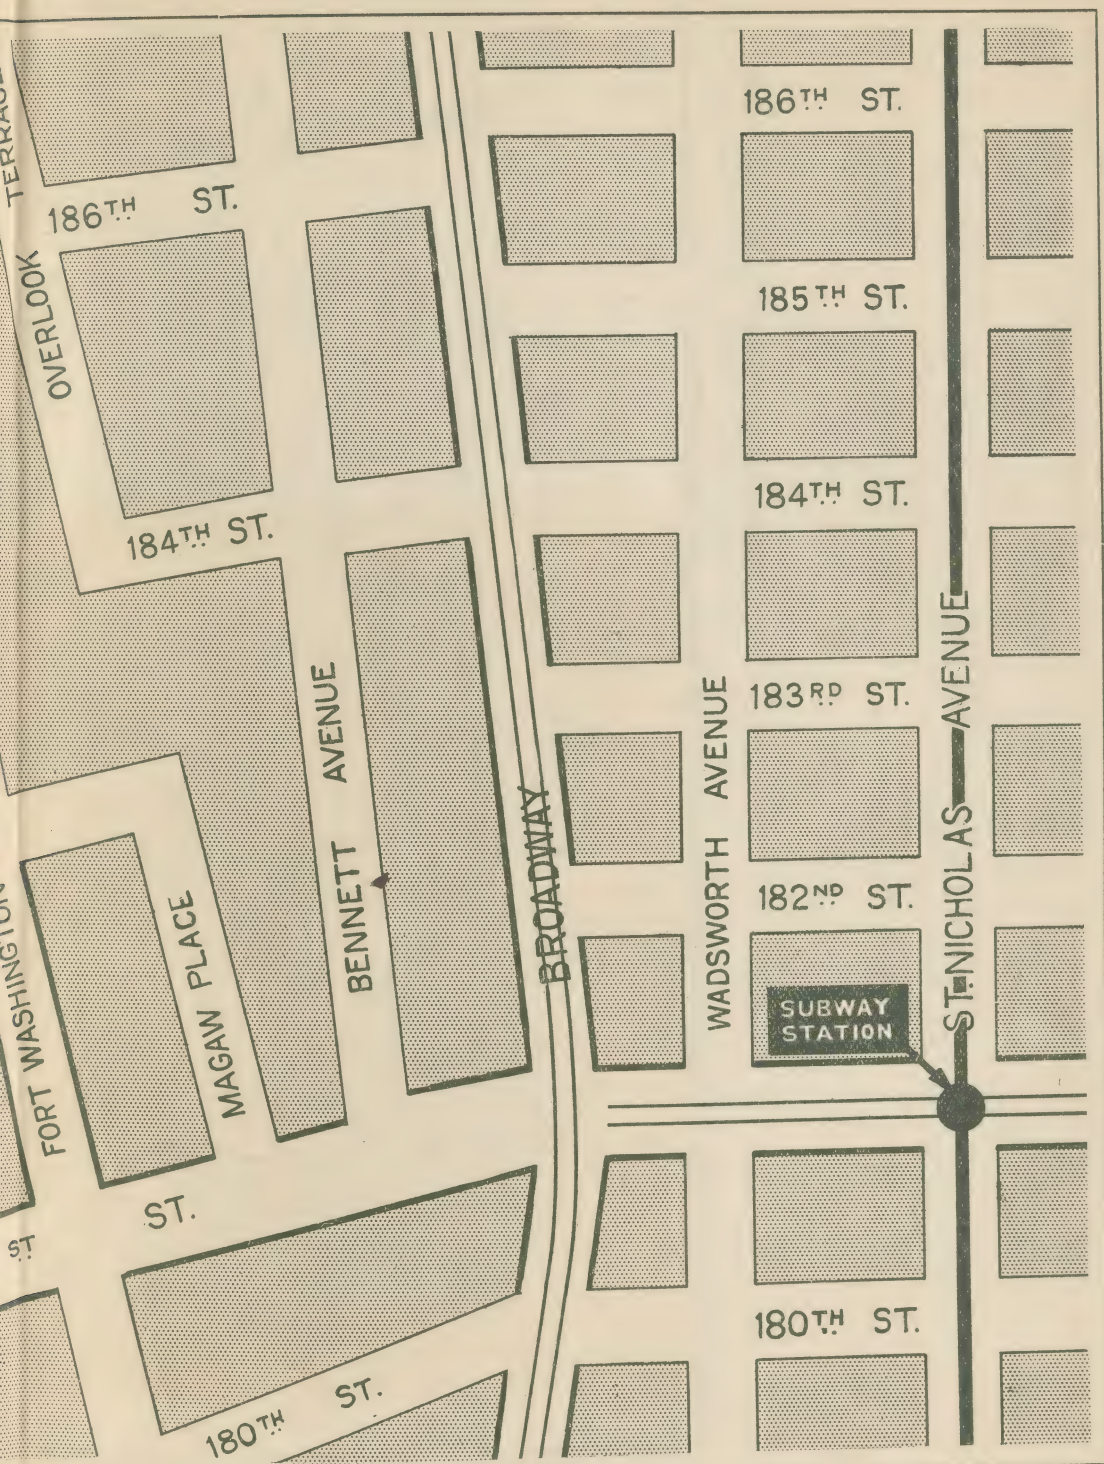 TERRACE
186TH ST.
186TH ST.
OVERLOOK
185TH ST.
184TH ST.
184TH ST.
BENNETT AVENUE
WADSWORTH AVENUE
183RD ST.
ST. NICHOLAS AVENUE
BROADWAY
182ND ST.
FORT WASHINGTON
MAGAW PLACE
SUBWAY
STATION
ST.
ST
180TH ST.
180TH ST.